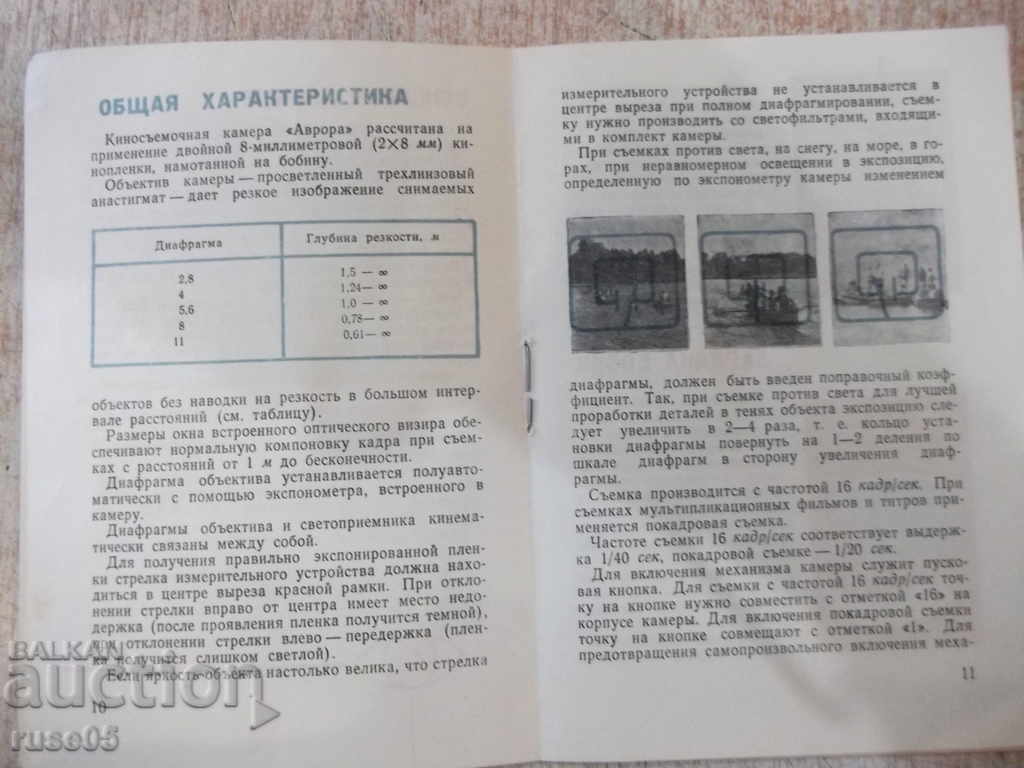 ОБЩАЯ ХАРАКТЕРИСТИКА
Киносъемочная камера «Аврора» рассчитана на
применение двойной 8-миллиметровой (2×8 мм) ки-
нопленки, намотанной на бобину.
Объектив камеры — просветленный трехлинзовый
анастигмат — дает резкое изображение снимаемых
Диафрагма
Глубина резкости, м
2,8
1,5 — ∞
4
1,24— ∞
5,6
1,0 — ∞
8
0,78— ∞
11
0,61— ∞
объектов без наводки на резкость в большом интер-
вале расстояний (см. таблицу).
Размеры окна встроенного оптического визира обе-
спечивают нормальную компоновку кадра при съем-
ках с расстояний от 1 м до бесконечности.
Диафрагма объектива устанавливается полуавто-
матически с помощью экспонометра, встроенного в
камеру.
Диафрагмы объектива и светоприемника кинема-
тически связаны между собой.
Для получения правильно экспонированной плен-
ки стрелка измерительного устройства должна нахо-
диться в центре выреза красной рамки. При откло-
нении стрелки вправо от центра имеет место недо-
держка (после проявления пленка получится темной),
при отклонении стрелки влево — передержка (плен-
ка получится слишком светлой).
Если яркость объекта настолько велика, что стрелка
10
измерительного устройства не устанавливается в
центре выреза при полном диафрагмировании, съем-
ку нужно производить со светофильтрами, входящи-
ми в комплект камеры.
При съемках против света, на снегу, на море, в го-
рах, при неравномерном освещении в экспозицию,
определенную по экспонометру камеры изменением
диафрагмы, должен быть введен поправочный коэф-
фициент. Так, при съемке против света для лучшей
проработки деталей в тенях объекта экспозицию сле-
дует увеличить в 2—4 раза, т. е. кольцо уста-
новки диафрагмы повернуть на 1—2 деления по
шкале диафрагм в сторону увеличения диаф-
рагмы.
Съемка производится с частотой 16 кадр/сек. При
съемках мультипликационных фильмов и титров при-
меняется покадровая съемка.
Частоте съемки 16 кадр/сек соответствует выдерж-
ка 1/40 сек, покадровой съемке — 1/20 сек.
Для включения механизма камеры служит пуско-
вая кнопка. Для съемки с частотой 16 кадр/сек точ-
ку на кнопке нужно совместить с отметкой «16» на
корпусе камеры. Для включения покадровой съемки
точку на кнопке совмещают с отметкой «1». Для
предотвращения самопроизвольного включения меха-
11
BALKAN
auction
ruse05